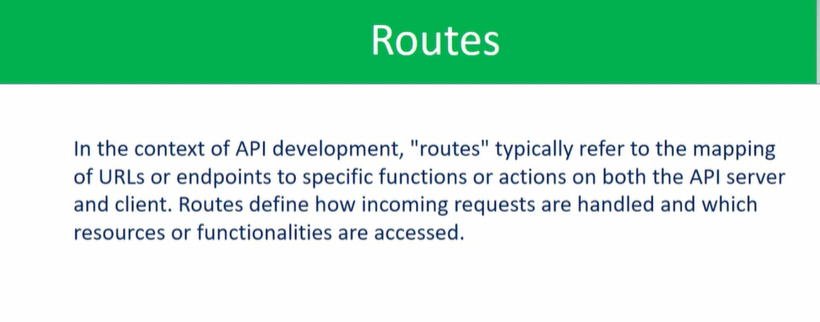 Routes
In the context of API development, "routes" typically refer to the mapping
of URLs or endpoints to specific functions or actions on both the API server
and client. Routes define how incoming requests are handled and which
resources or functionalities are accessed.